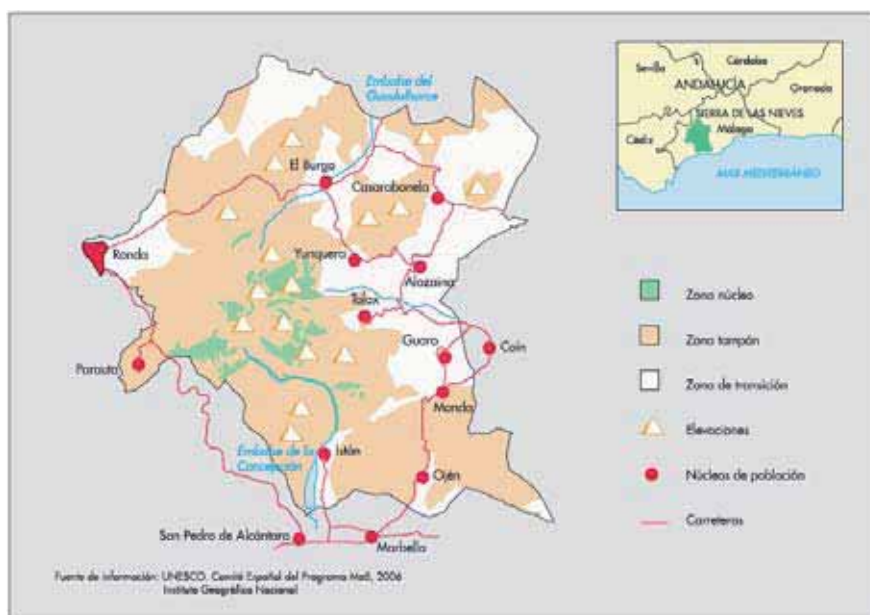 Embalse del
Guadalhorce
El Burgo
Casarabonela
Ronda
Yunquera
Alozaina
Tolox
Guaro
Coín
Parauta
Monda
Embalse de la
Concepción
Istán
Ojén
San Pedro de Alcántara
Marbella
Fuente de información: UNESCO. Comité Español del Programa MaB, 2006
Instituto Geográfico Nacional
Sevilla
Córdoba
ANDALUCÍA
Granada
SIERRA DE LAS NIEVES
Málaga
Cádiz
MAR MEDITERRÁNEO
Zona núcleo
Zona tampón
Zona de transición
Elevaciones
Núcleos de población
Carreteras